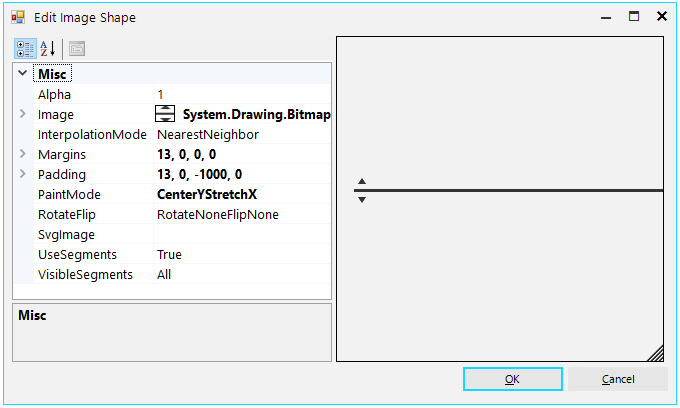 Edit Image Shape
Misc
Alpha 1
Image System.Drawing.Bitmap
InterpolationMode NearestNeighbor
Margins 13, 0, 0, 0
Padding 13, 0, -1000, 0
PaintMode CenterYStretchX
RotateFlip RotateNoneFlipNone
SvgImage
UseSegments True
VisibleSegments All
Misc
OK Cancel